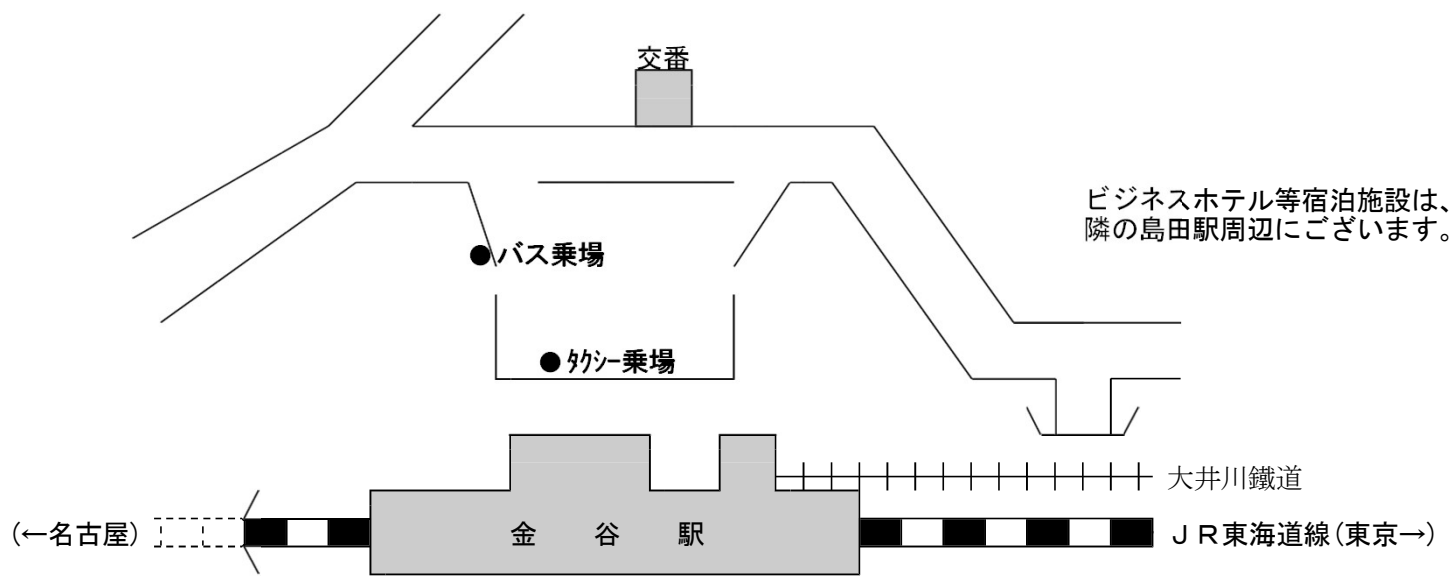 交番
ビジネスホテル等宿泊施設は、
隣の島田駅周辺にございます。
●バス乗場
●ﾀｸｼｰ乗場
大井川鐵道
(←名古屋)
金谷駅
ＪＲ東海道線(東京→)